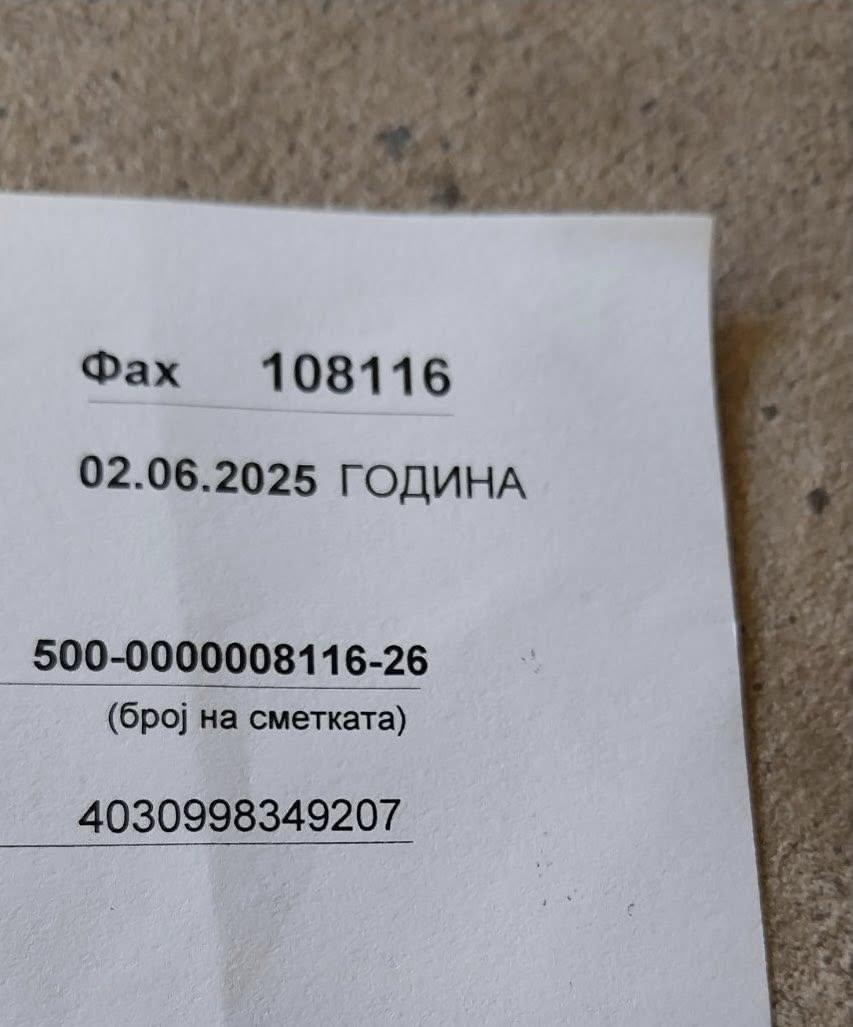 Фах 108116
02.06.2025 ГОДИНА
500-0000008116-26
(број на сметката)
4030998349207